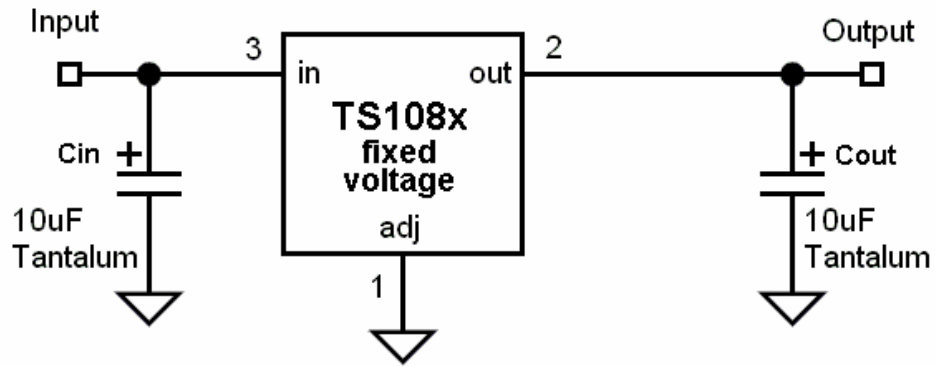 Input
Output
3
2
in
out
TS108x
fixed
voltage
adj
1
Cin +
10uF
Tantalum
+ Cout
10uF
Tantalum